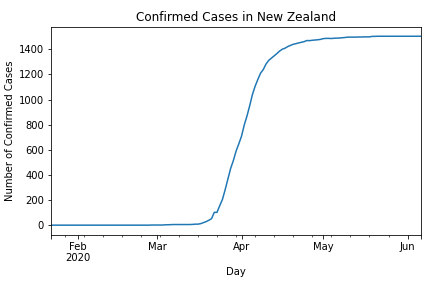 Confirmed Cases in New Zealand
Number of Confirmed Cases
1400
1200
1000
800
600
400
200
0
Feb
2020
Mar
Apr
May
Jun
Day